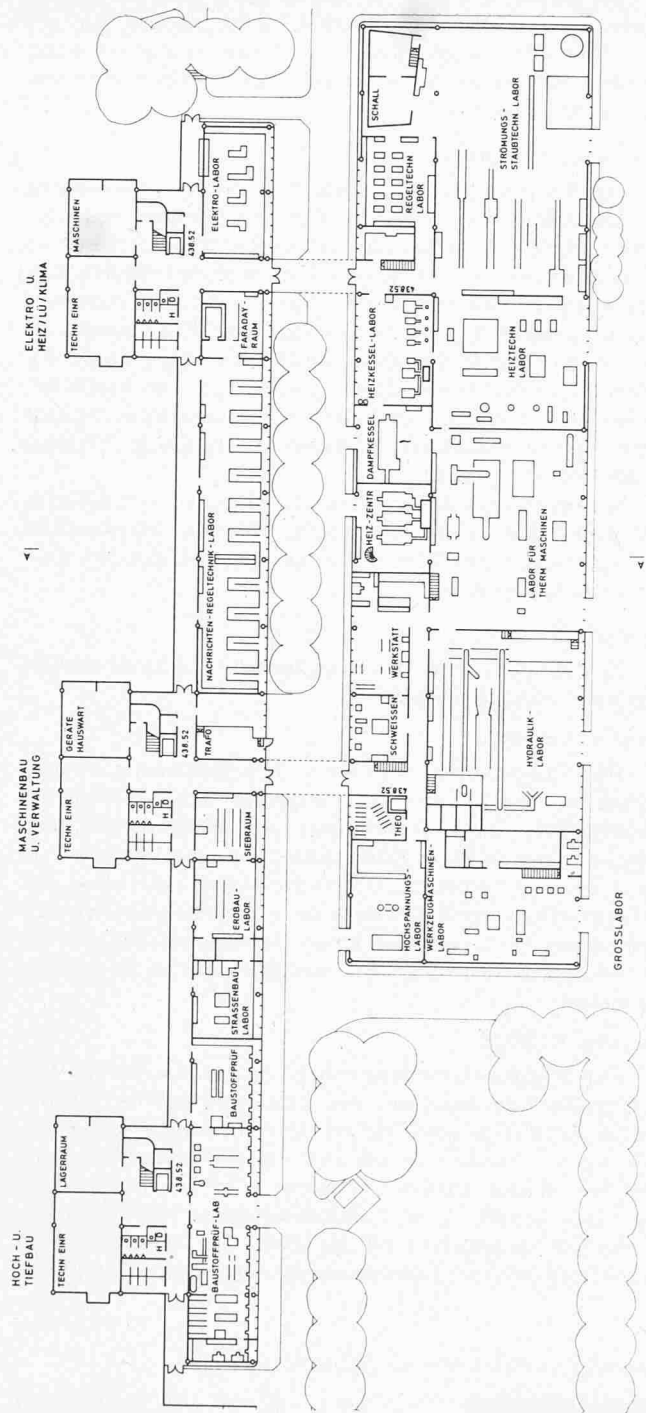 HOCH- U.
TIEFBAU
MASCHINENBAU
U. VERWALTUNG
ELEKTRO U.
HEIZ/LÜ/KLIMA
A
TECHN EINR
LAGERRAUM
TECHN EINR
GERÄTE
HAUSWART
TECHN EINR
MASCHINEN
H D
438.52
H D
438.52
H D
438.52
BAUSTOFFPRÜF-LAB
BAUSTOFFPRÜF
STRASSENBAU
LABOR
ERDBAU-
LABOR
SIEBRAUM
TRAFO
NACHRICHTEN-REGELTECHNIK-LABOR
FARADAY-
RAUM
ELEKTRO-LABOR
HOCHSPANNUNGS-
LABOR
THEO
438.52
SCHWEISSEN
WERKSTATT
HEIZ-ZENTR
DAMPFKESSEL
HEIZKESSEL-LABOR
438.52
REGELTECHN
LABOR
SCHALL
WERKZEUGMASCHINEN-
LABOR
HYDRAULIK-
LABOR
LABOR FÜR
THERM MASCHINEN
HEIZTECHN
LABOR
STRÖMUNGS-
STAUBTECHN LABOR
GROSSLABOR
A